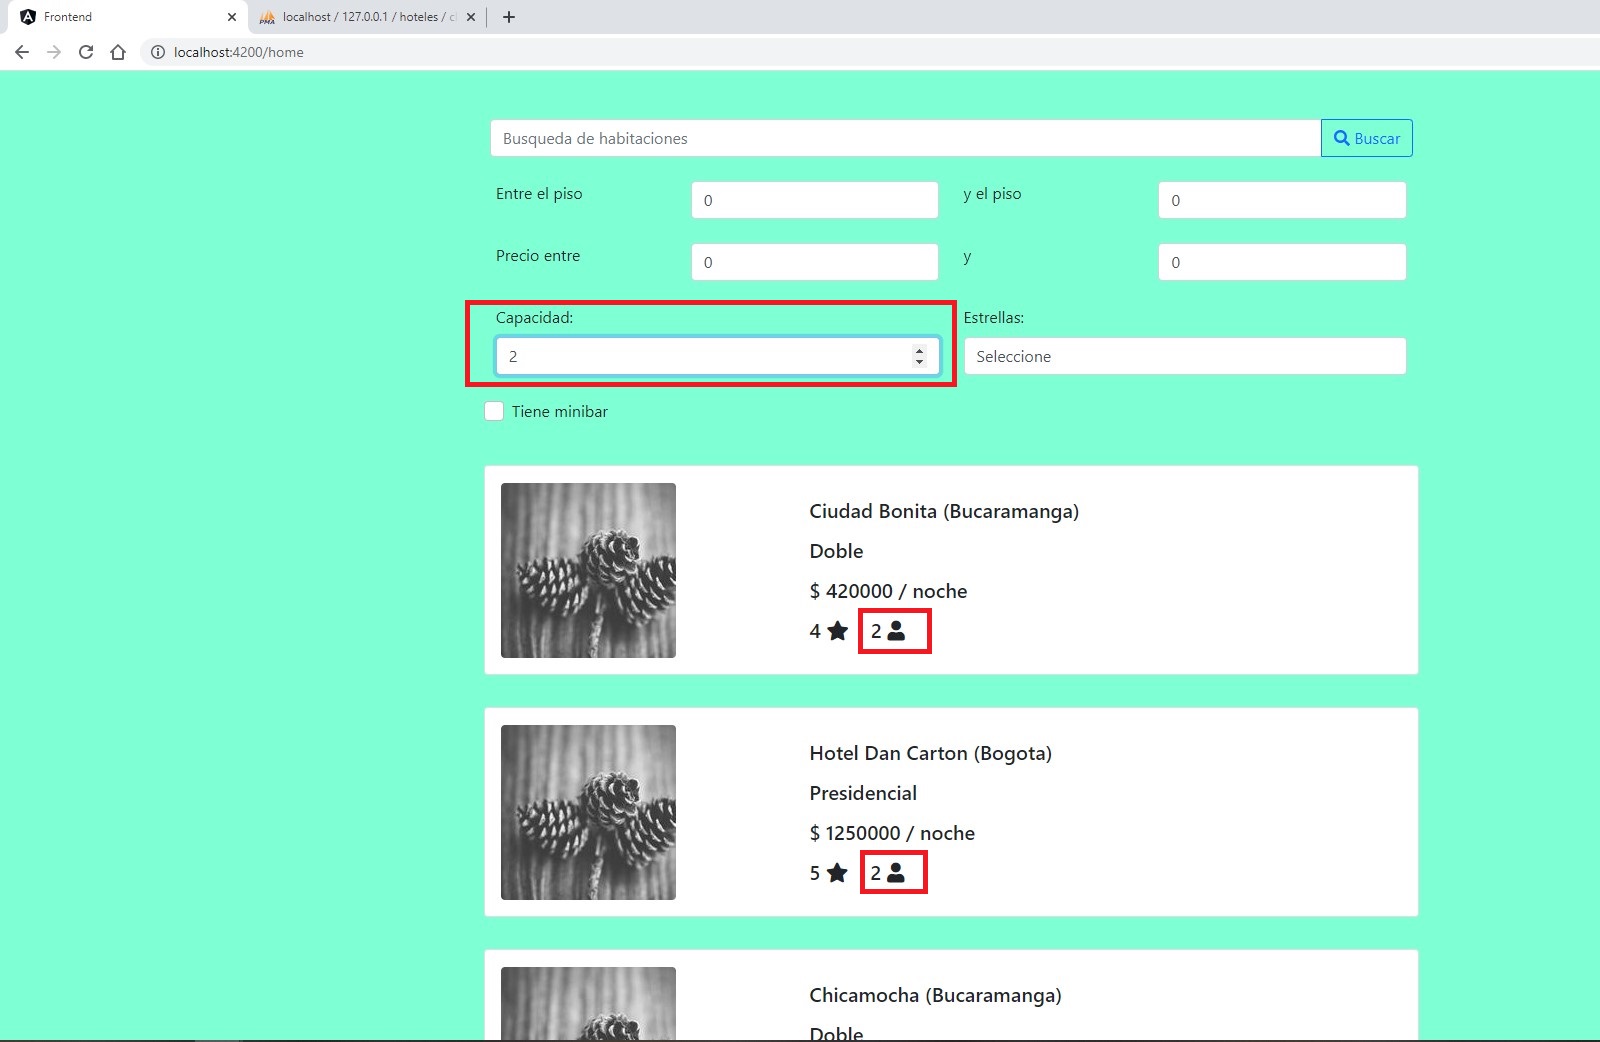 Frontend
localhost / 127.0.0.1 / hoteles / c
localhost:4200/home
Busqueda de habitaciones
Buscar
Entre el piso 0 y el piso 0
Precio entre 0 y 0
Capacidad: Estrellas:
2 Seleccione
Tiene minibar
Ciudad Bonita (Bucaramanga)
Doble
$ 420000 / noche
4 2
Hotel Dan Carton (Bogota)
Presidencial
$ 1250000 / noche
5 2
Chicamocha (Bucaramanga)
Doble